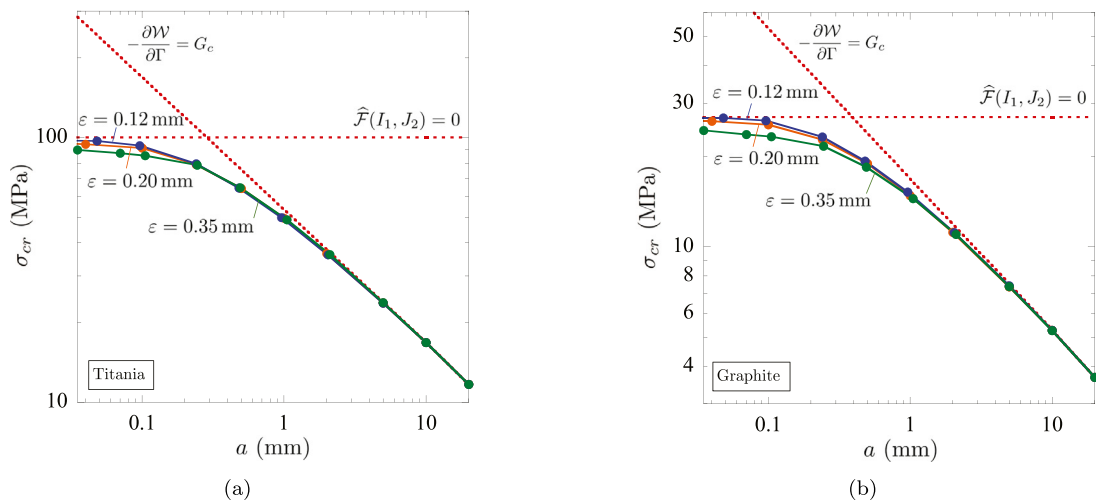 −∂𝒲/∂Γ = G_c
ε = 0.12 mm
F̂(I₁, J₂) = 0
100
ε = 0.20 mm
ε = 0.35 mm
σ_cr (MPa)
Titania
10
0.1 1 10
a (mm)
(a)
50
−∂𝒲/∂Γ = G_c
ε = 0.12 mm
F̂(I₁, J₂) = 0
30
ε = 0.20 mm
ε = 0.35 mm
σ_cr (MPa)
10
8
6
4
Graphite
0.1 1 10
a (mm)
(b)